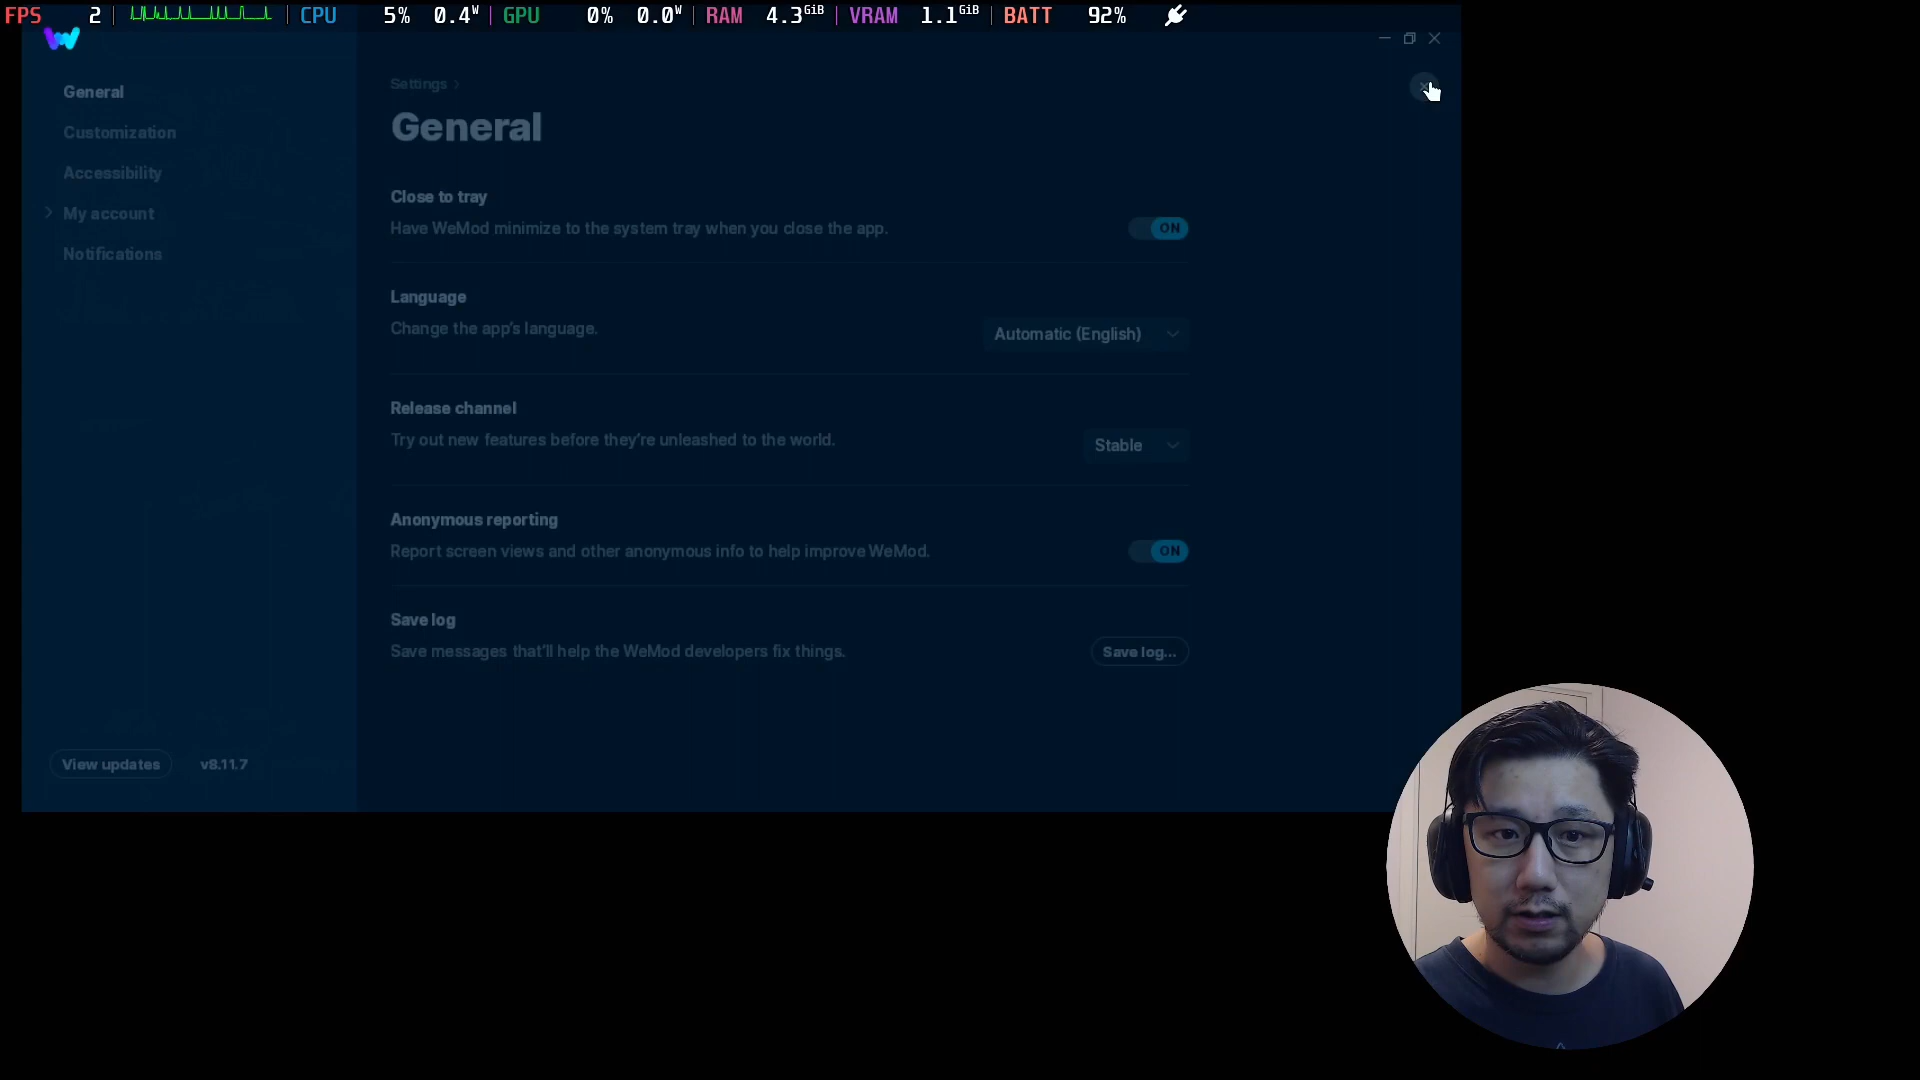 FPS 2 CPU 5% 0.4W GPU 0% 0.0W RAM 4.3GiB VRAM 1.1GiB BATT 92%
General
Customization
Accessibility
My account
Notifications
View updates v8.11.7
Settings
General
Close to tray
Have WeMod minimize to the system tray when you close the app.
ON
Language
Change the app's language.
Automatic (English)
Release channel
Try out new features before they're unleashed to the world.
Stable
Anonymous reporting
Report screen views and other anonymous info to help improve WeMod.
ON
Save log
Save messages that'll help the WeMod developers fix things.
Save log...